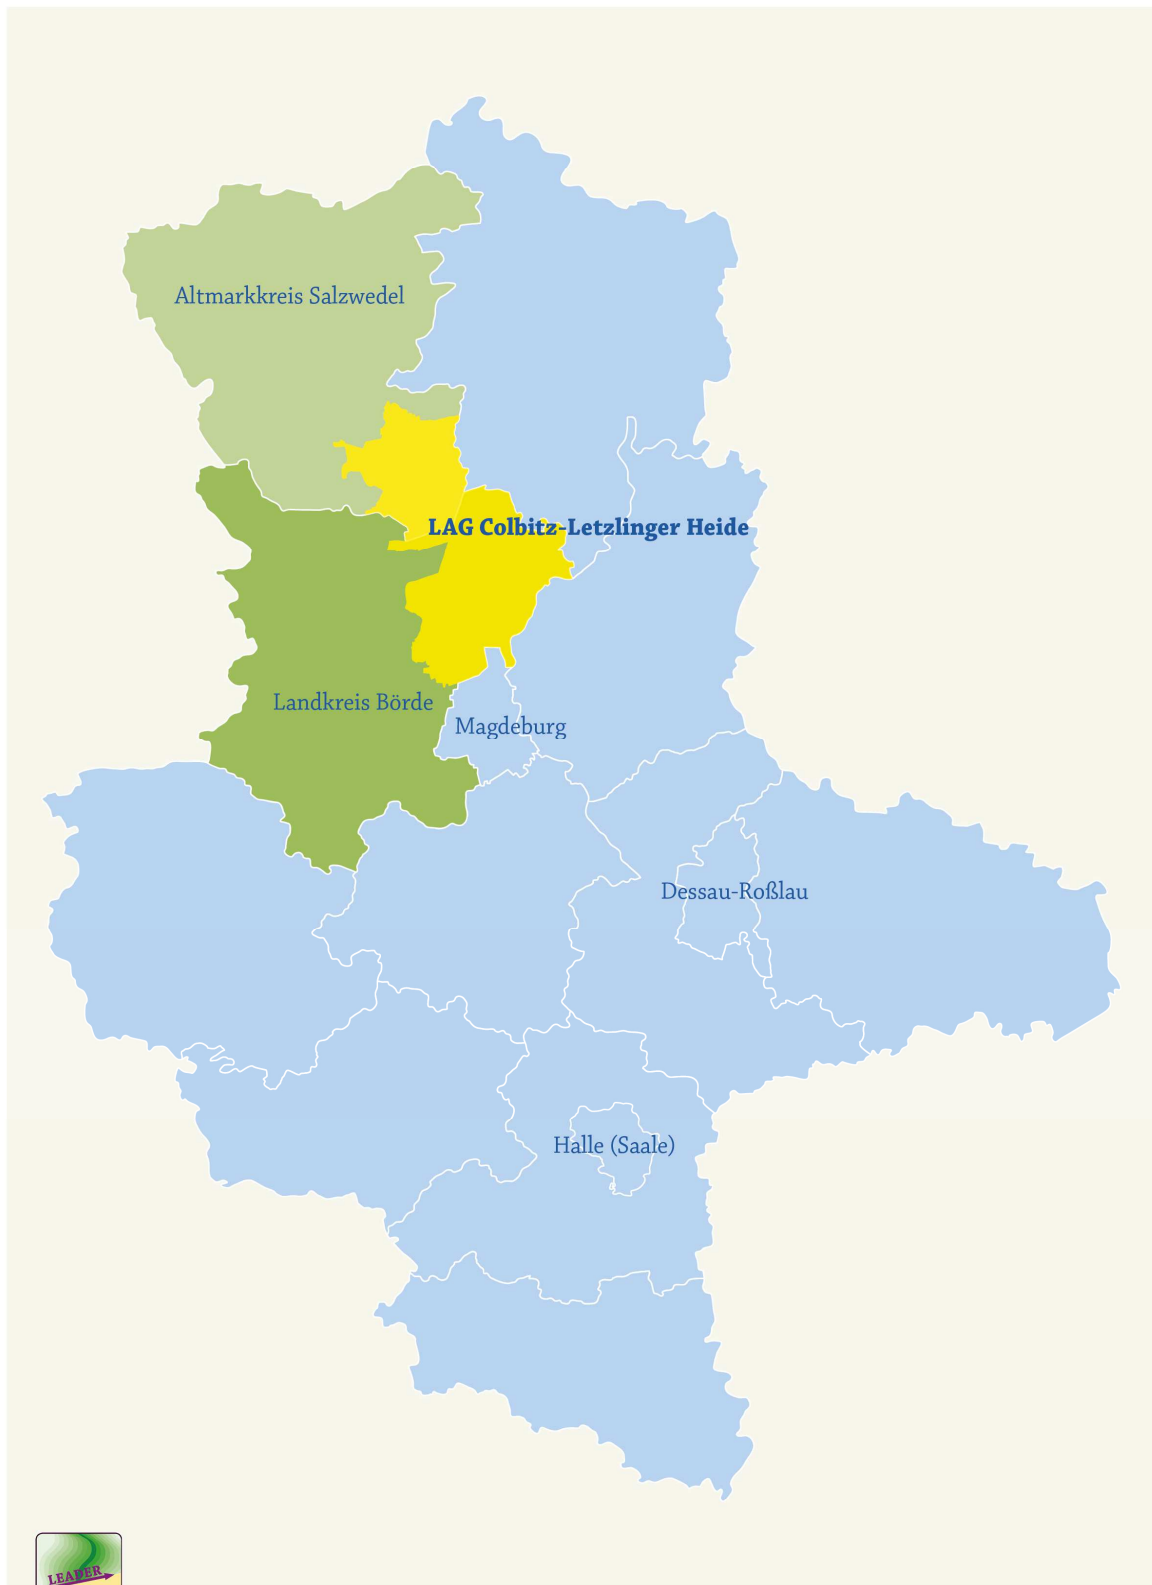 Altmarkkreis Salzwedel
LAG Colbitz-Letzlinger Heide
Landkreis Börde
Magdeburg
Dessau-Roßlau
Halle (Saale)
LEADER